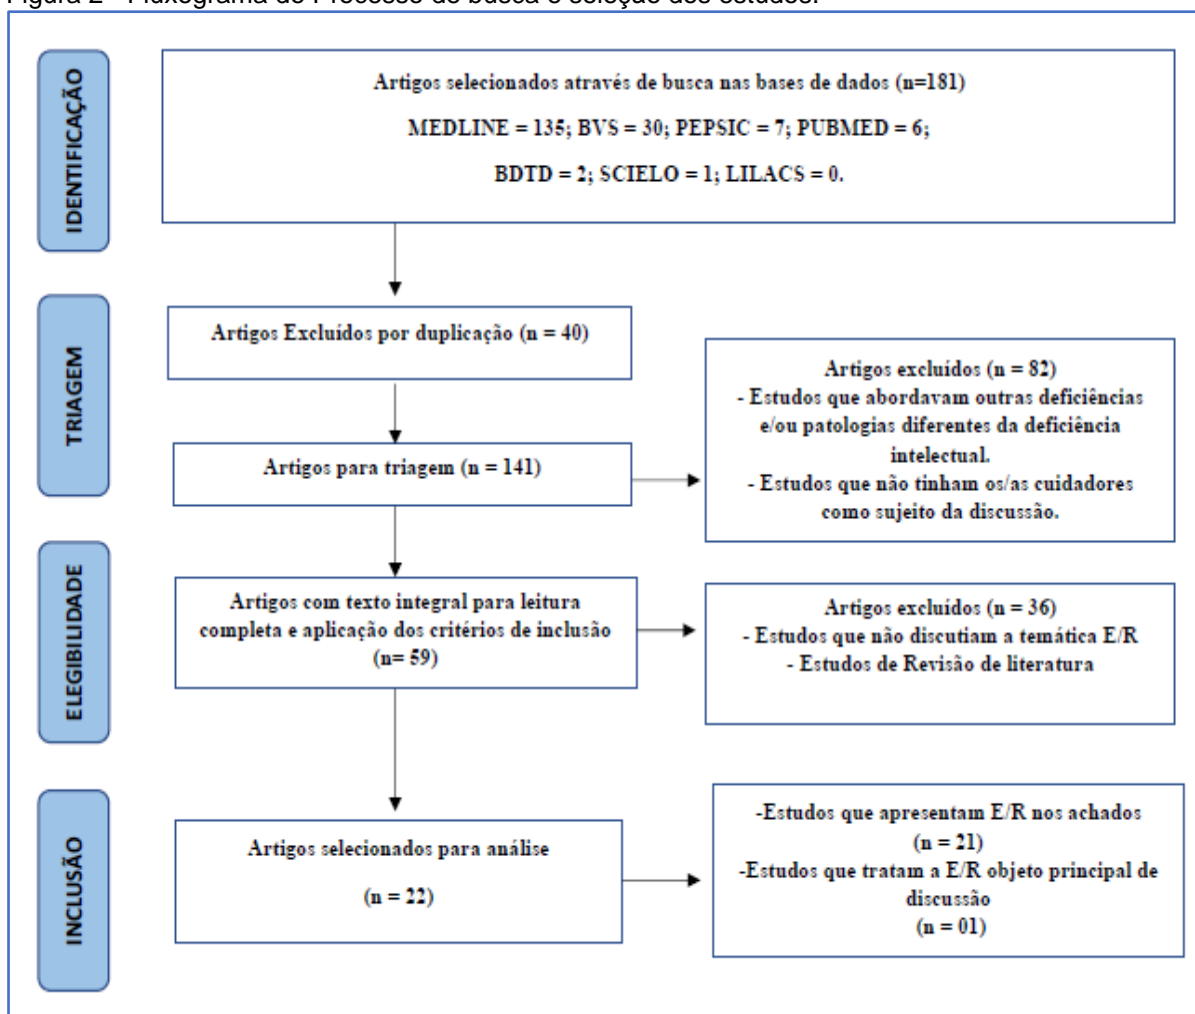 Figura 2 - Fluxograma do Processo de busca e seleção dos estudos.
IDENTIFICAÇÃO
Artigos selecionados através de busca nas bases de dados (n=181)
MEDLINE = 135; BVS = 30; PEPSIC = 7; PUBMED = 6;
BDTD = 2; SCIELO = 1; LILACS = 0.
TRIAGEM
Artigos Excluídos por duplicação (n = 40)
Artigos para triagem (n = 141)
Artigos excluídos (n = 82)
- Estudos que abordavam outras deficiências
e/ou patologias diferentes da deficiência
intelectual.
- Estudos que não tinham os/as cuidadores
como sujeito da discussão.
ELEGIBILIDADE
Artigos com texto integral para leitura
completa e aplicação dos critérios de inclusão
(n= 59)
Artigos excluídos (n = 36)
- Estudos que não discutiam a temática E/R
- Estudos de Revisão de literatura
INCLUSÃO
Artigos selecionados para análise
(n = 22)
-Estudos que apresentam E/R nos achados
(n = 21)
-Estudos que tratam a E/R objeto principal de
discussão
(n = 01)